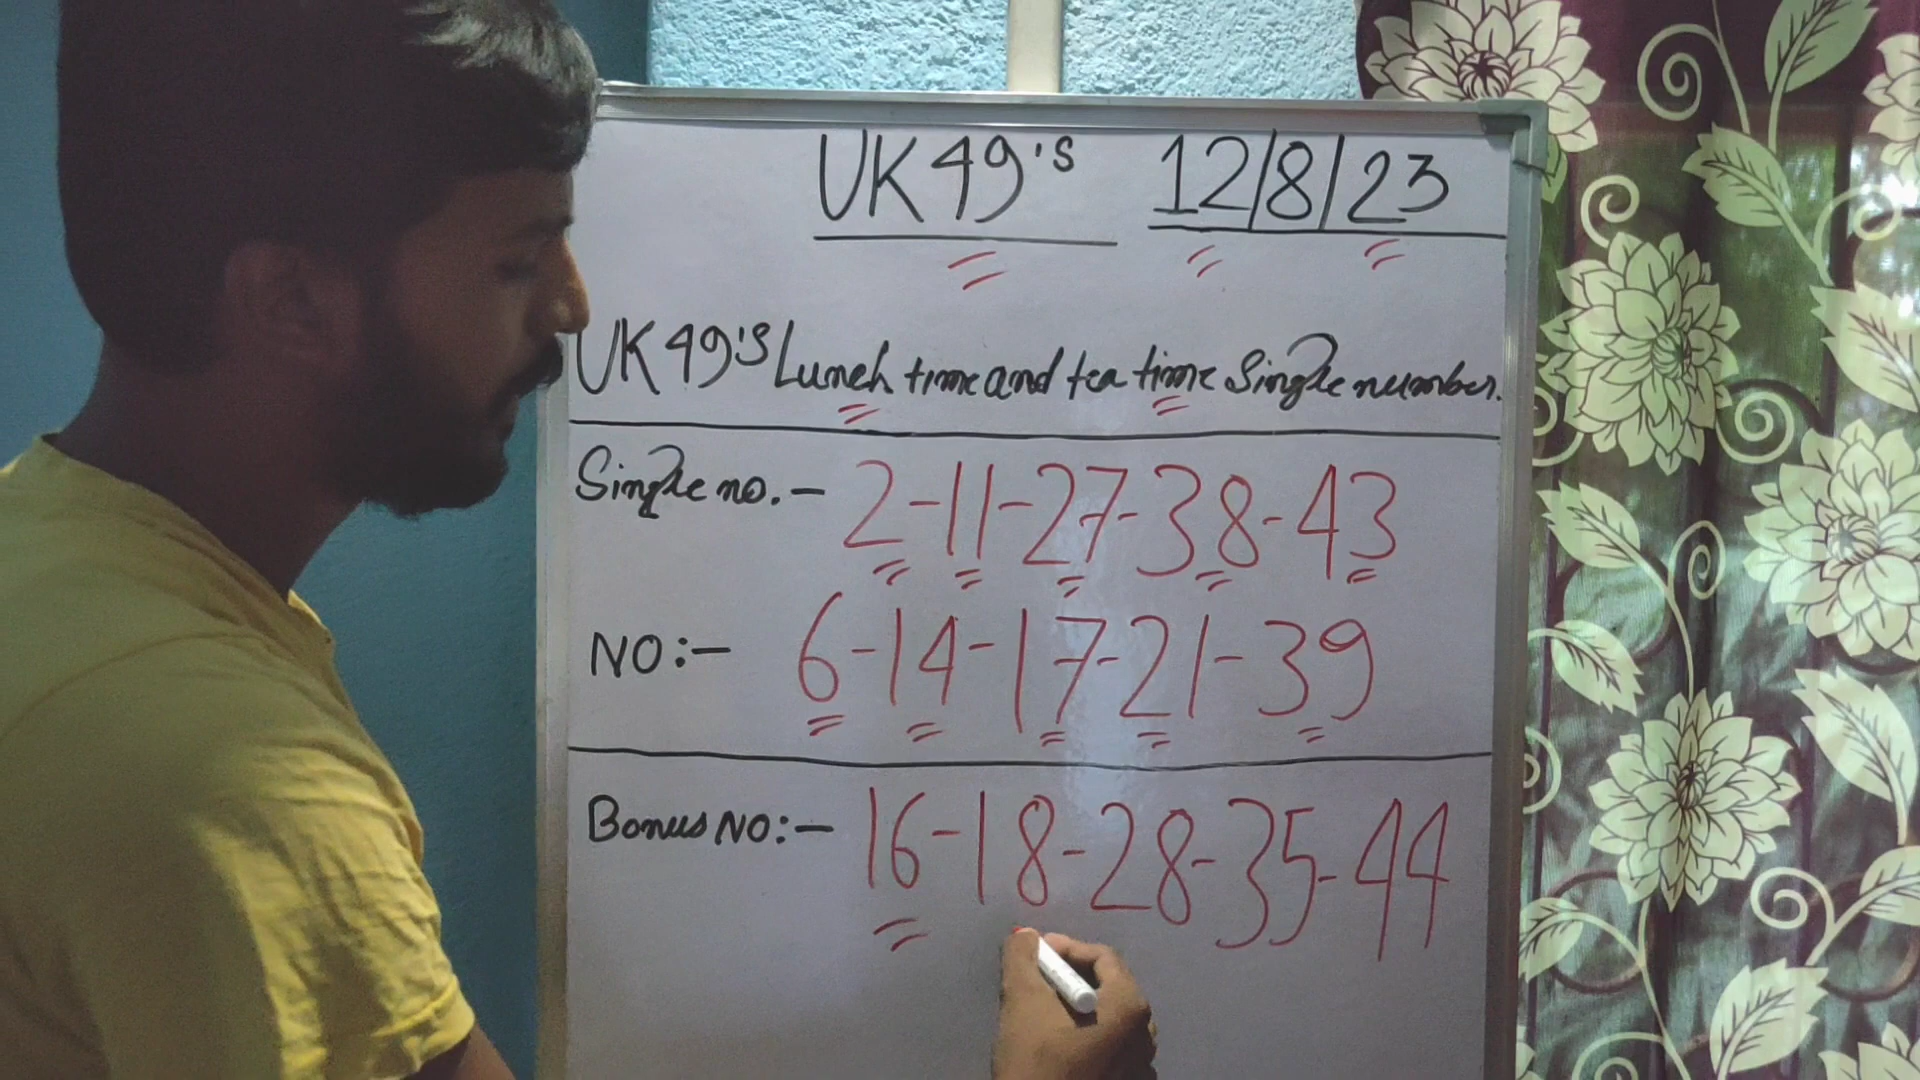 UK49's 12/8/23
UK49's Lunch time and tea time Single number.
Single no. - 2-11-27-38-43
NO:- 6-14-17-21-39
Bonus NO:- 16-18-28-35-44